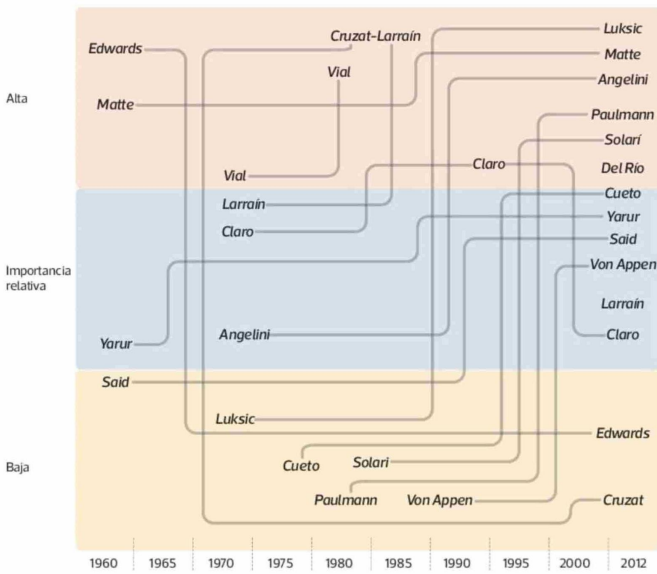 Cruzat-Larraín
Luksic
Edwards
Matte
Vial
Angelini
Alta
Matte
Paulmann
Solarí
Claro
Del Río
Vial
Cueto
Larraín
Yarur
Claro
Said
Von Appen
Importancia
relativa
Larraín
Angelini
Claro
Yarur
Said
Luksic
Edwards
Cueto
Solari
Baja
Paulmann
Von Appen
Cruzat
1960 1965 1970 1975 1980 1985 1990 1995 2000 2012